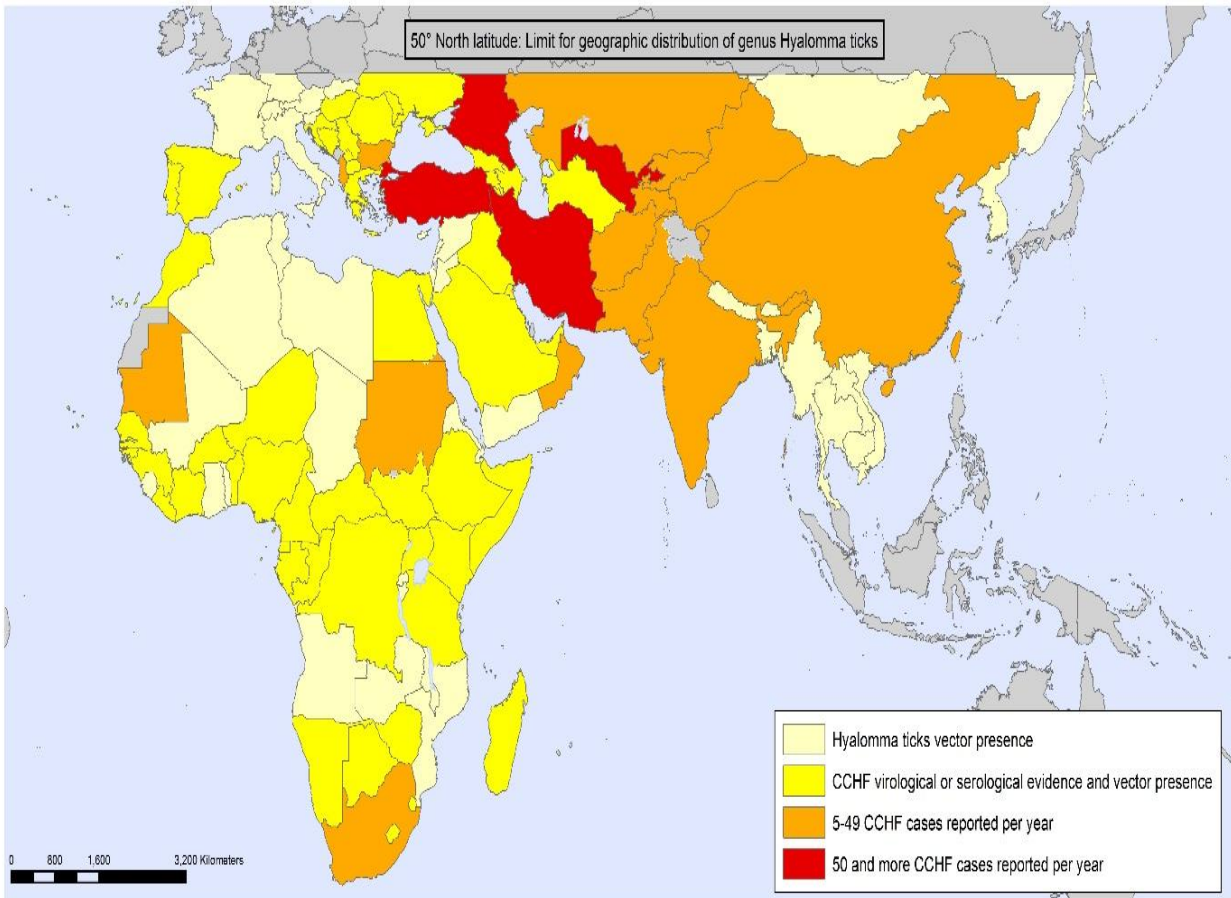 50° North latitude: Limit for geographic distribution of genus Hyalomma ticks
Hyalomma ticks vector presence
CCHF virological or serological evidence and vector presence
5-49 CCHF cases reported per year
50 and more CCHF cases reported per year
0 800 1,600 3,200 Kilometers